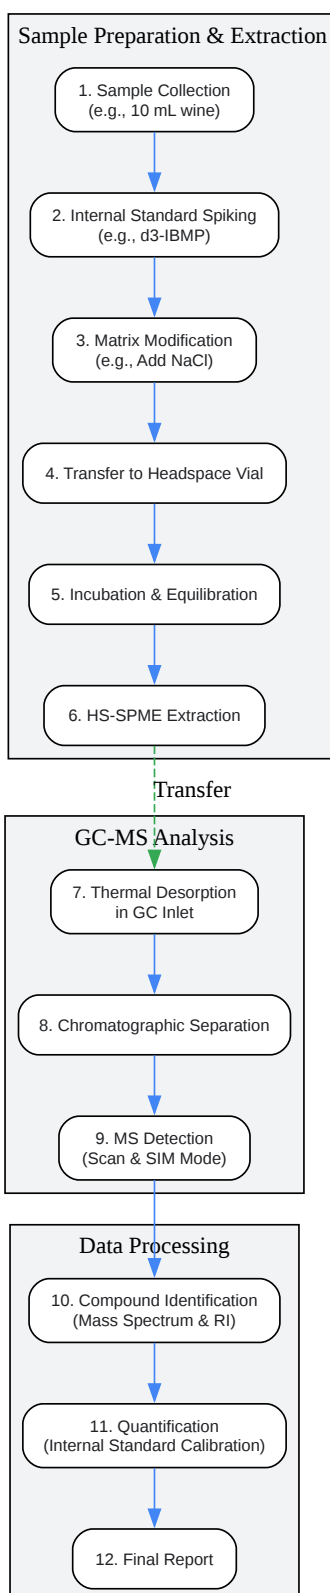 Sample Preparation & Extraction
1. Sample Collection
(e.g., 10 mL wine)
2. Internal Standard Spiking
(e.g., d3-IBMP)
3. Matrix Modification
(e.g., Add NaCl)
4. Transfer to Headspace Vial
5. Incubation & Equilibration
6. HS-SPME Extraction
Transfer
GC-MS Analysis
7. Thermal Desorption
in GC Inlet
8. Chromatographic Separation
9. MS Detection
(Scan & SIM Mode)
Data Processing
10. Compound Identification
(Mass Spectrum & RI)
11. Quantification
(Internal Standard Calibration)
12. Final Report